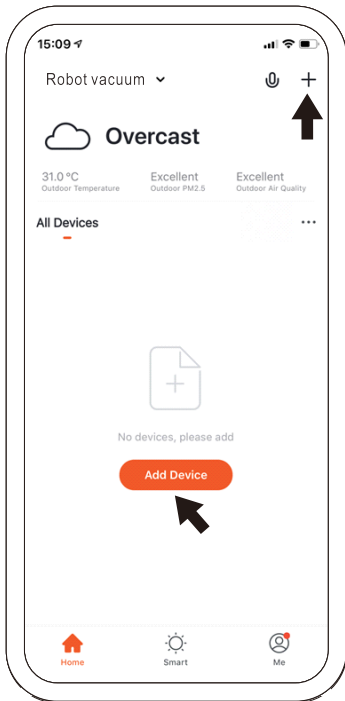 15:09
Robot vacuum
Overcast
31.0 °C Excellent Excellent
Outdoor Temperature Outdoor PM2.5 Outdoor Air Quality
All Devices
No devices, please add
Add Device
Home Smart Me